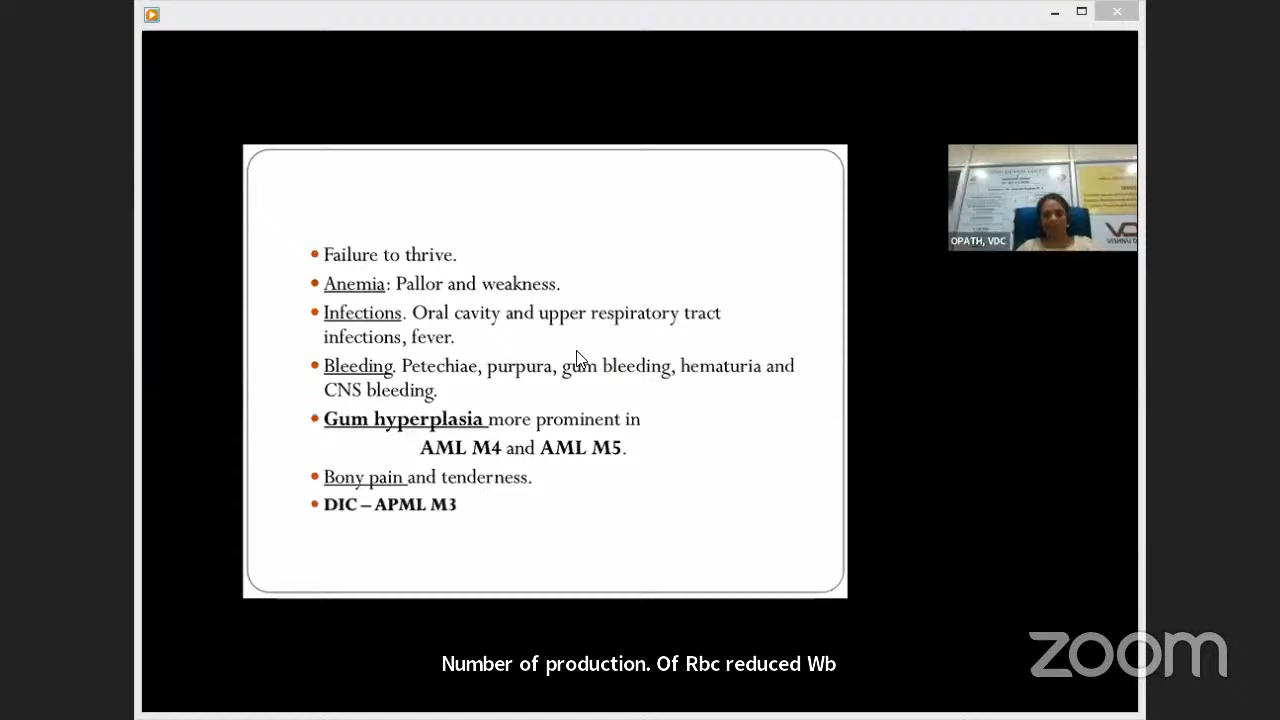 Failure to thrive.
Anemia: Pallor and weakness.
Infections. Oral cavity and upper respiratory tract
infections, fever.
Bleeding. Petechiae, purpura, gum bleeding, hematuria and
CNS bleeding.
Gum hyperplasia more prominent in
AML M4 and AML M5.
Bony pain and tenderness.
DIC – APML M3
OPATH, VDC
Number of production. Of Rbc reduced Wb
zoom